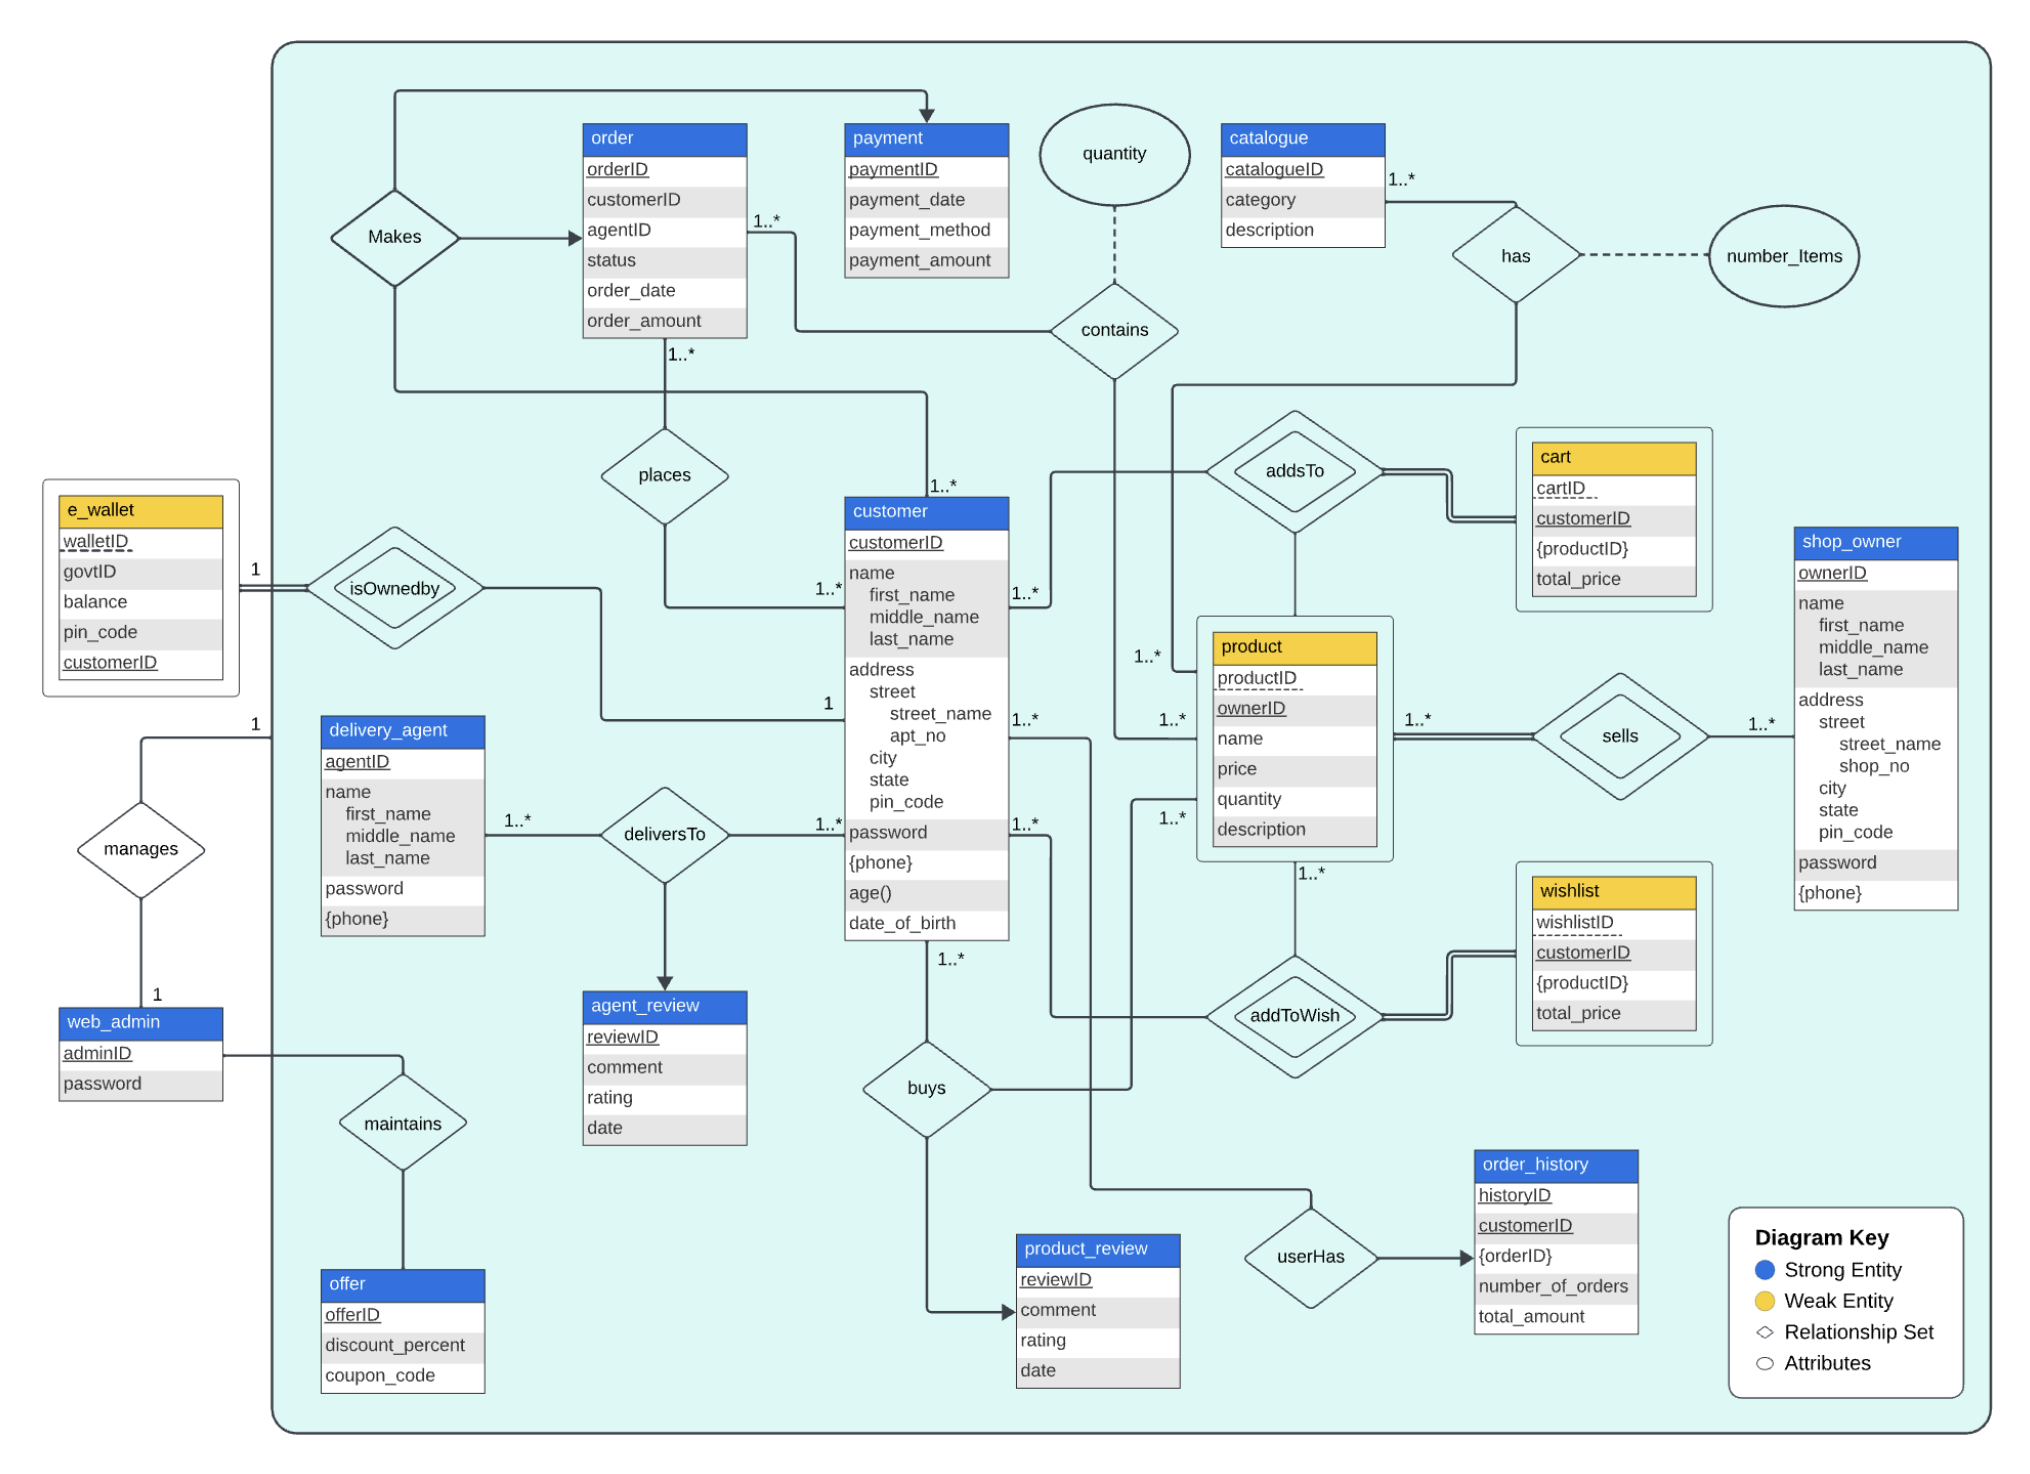 order
orderID
customerID
agentID
status
order_date
order_amount
1..*
1..*
payment
paymentID
payment_date
payment_method
payment_amount
quantity
catalogue
catalogueID
category
description
1..*
has
number_Items
Makes
contains
places
1..*
addsTo
cart
cartID
customerID
{productID}
total_price
e_wallet
walletID
govtID
balance
pin_code
customerID
1
isOwnedby
1
customer
customerID
name
first_name
middle_name
last_name
address
street
street_name
apt_no
city
state
pin_code
password
{phone}
age()
date_of_birth
1..*
1..*
1..*
1..*
1..*
1..*
product
productID
ownerID
name
price
quantity
description
1..*
1..*
1..*
1..*
1..*
sells
1..*
shop_owner
ownerID
name
first_name
middle_name
last_name
address
street
street_name
shop_no
city
state
pin_code
password
{phone}
1
manages
1
delivery_agent
agentID
name
first_name
middle_name
last_name
password
{phone}
1..*
deliversTo
wishlist
wishlistID
customerID
{productID}
total_price
addToWish
web_admin
adminID
password
agent_review
reviewID
comment
rating
date
buys
maintains
offer
offerID
discount_percent
coupon_code
product_review
reviewID
comment
rating
date
userHas
order_history
historyID
customerID
{orderID}
number_of_orders
total_amount
Diagram Key
Strong Entity
Weak Entity
Relationship Set
Attributes